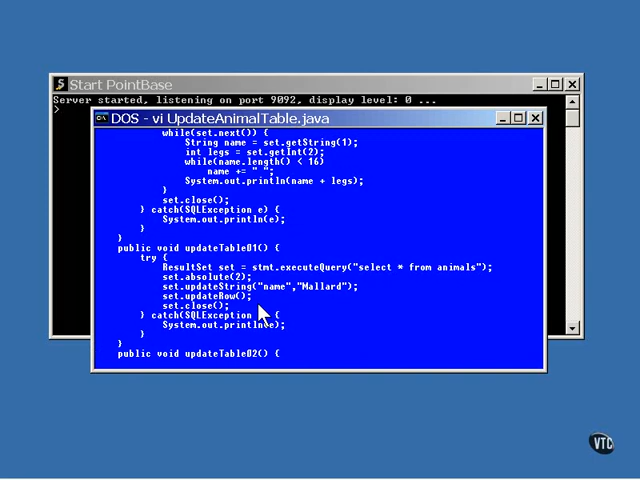 Start PointBase
Server started, listening on port 9092, display level: 0 ...
>
DOS - vi UpdateAnimalTable.java
while(set.next()) {
String name = set.getString(1);
int legs = set.getInt(2);
while(name.length() < 16)
name += " ";
System.out.println(name + legs);
}
set.close();
} catch(SQLException e) {
System.out.println(e);
}
}
public void updateTable01() {
try {
ResultSet set = stmt.executeQuery("select * from animals");
set.absolute(2);
set.updateString("name","Mallard");
set.updateRow();
set.close();
} catch(SQLException {
System.out.println(e);
}
}
public void updateTable02() {
VTC